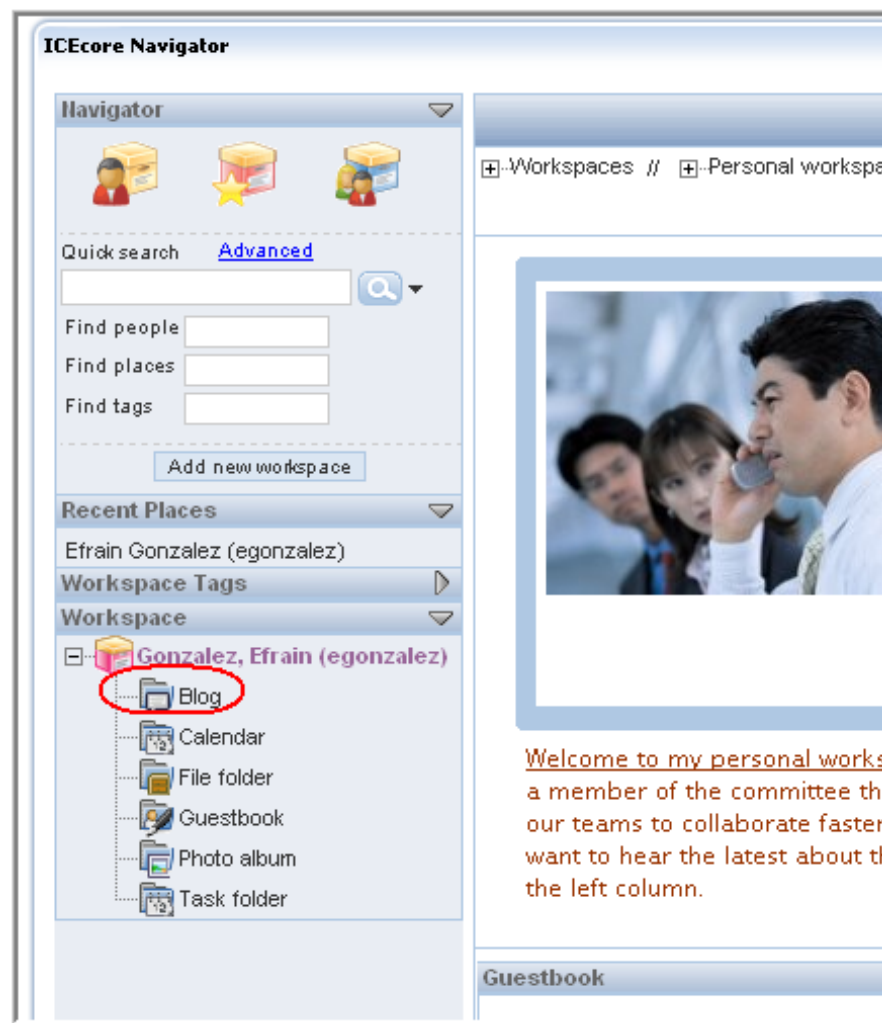 ICEcore Navigator
Navigator
Quick search Advanced
Find people
Find places
Find tags
Add new workspace
Recent Places
Efrain Gonzalez (egonzalez)
Workspace Tags
Workspace
Gonzalez, Efrain (egonzalez)
Blog
Calendar
File folder
Guestbook
Photo album
Task folder
Workspaces // Personal workspa
Welcome to my personal works
a member of the committee th
our teams to collaborate faster
want to hear the latest about th
the left column.
Guestbook